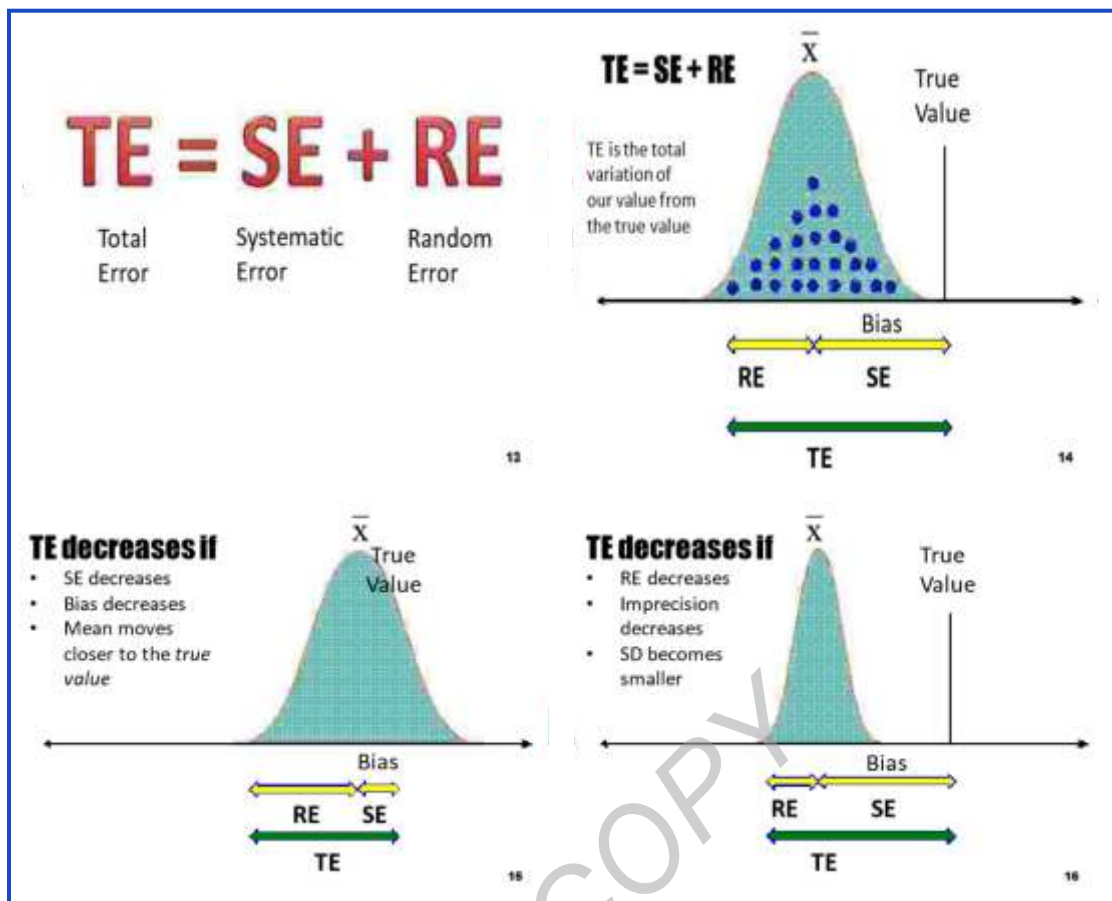 TE = SE + RE
Total
Error
Systematic
Error
Random
Error
13
TE = SE + RE
TE is the total
variation of
our value from
the true value
X
True
Value
Bias
RE
SE
TE
14
TE decreases if
• SE decreases
• Bias decreases
• Mean moves
closer to the true
value
X
True
Value
Bias
RE
SE
TE
15
TE decreases if
• RE decreases
• Imprecision
decreases
• SD becomes
smaller
X
True
Value
Bias
RE
SE
TE
16
COPY